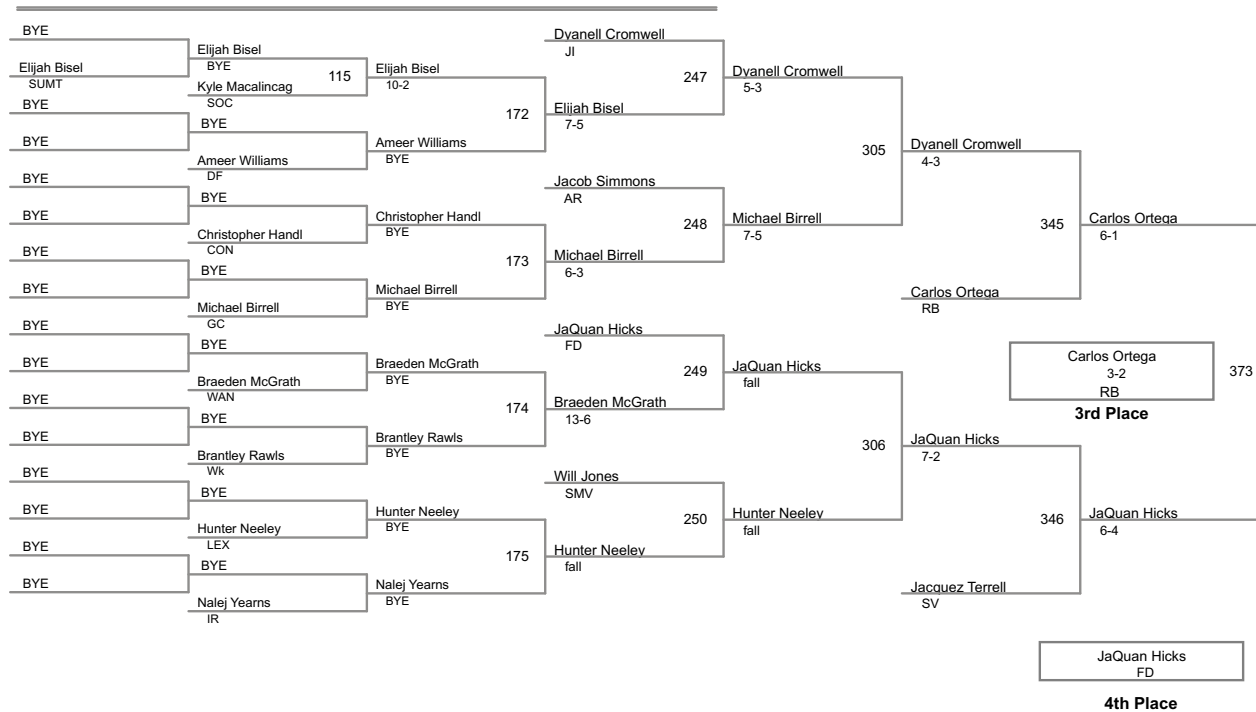 BYE
Elijah Bisel
SUMT
BYE
BYE
BYE
BYE
BYE
BYE
BYE
BYE
BYE
BYE
BYE
BYE
BYE
BYE
Elijah Bisel
BYE
Kyle Macalincag
SOC
115
BYE
Ameer Williams
DF
BYE
Christopher Handl
CON
BYE
Michael Birrell
GC
BYE
Braeden McGrath
WAN
BYE
Brantley Rawls
Wk
BYE
Hunter Neeley
LEX
BYE
Nalej Yearns
IR
Elijah Bisel
10-2
172
Ameer Williams
BYE
Christopher Handl
BYE
173
Michael Birrell
BYE
Braeden McGrath
BYE
174
Brantley Rawls
BYE
Hunter Neeley
BYE
175
Nalej Yearns
BYE
Dyanell Cromwell
JI
247
Elijah Bisel
7-5
Jacob Simmons
AR
248
Michael Birrell
6-3
JaQuan Hicks
FD
249
Braeden McGrath
13-6
Will Jones
SMV
250
Hunter Neeley
fall
Dyanell Cromwell
5-3
305
Michael Birrell
7-5
JaQuan Hicks
fall
306
Hunter Neeley
fall
Dyanell Cromwell
4-3
345
Carlos Ortega
RB
JaQuan Hicks
7-2
346
Jacquez Terrell
SV
Carlos Ortega
6-1
Carlos Ortega
3-2
RB
373
3rd Place
JaQuan Hicks
6-4
JaQuan Hicks
FD
4th Place